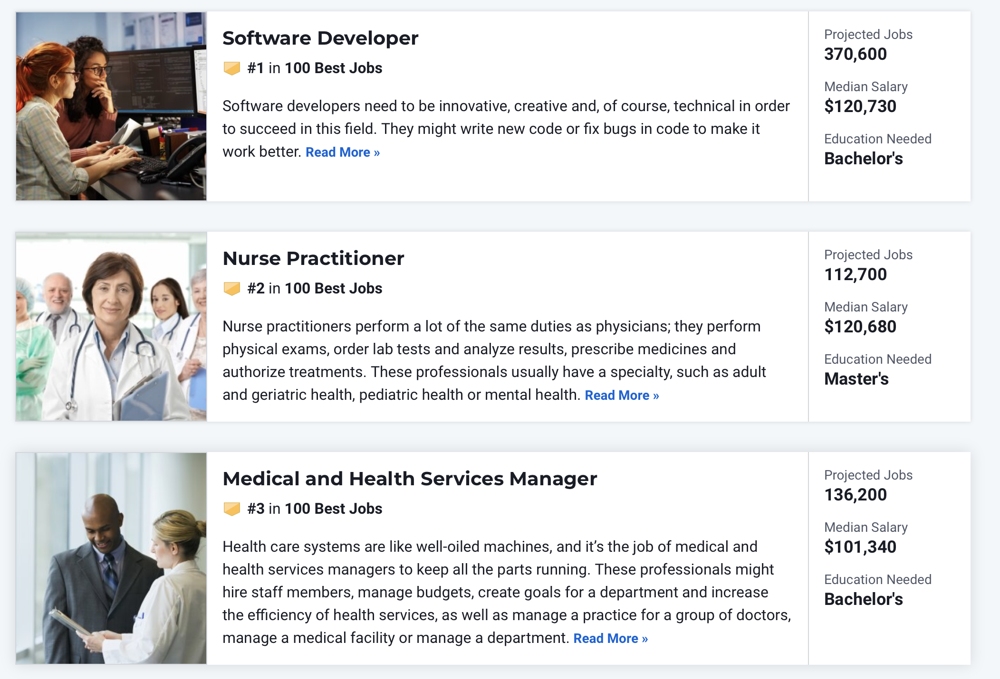 Software Developer
#1 in 100 Best Jobs
Software developers need to be innovative, creative and, of course, technical in order
to succeed in this field. They might write new code or fix bugs in code to make it
work better. Read More »
Projected Jobs
370,600
Median Salary
$120,730
Education Needed
Bachelor's
Nurse Practitioner
#2 in 100 Best Jobs
Nurse practitioners perform a lot of the same duties as physicians; they perform
physical exams, order lab tests and analyze results, prescribe medicines and
authorize treatments. These professionals usually have a specialty, such as adult
and geriatric health, pediatric health or mental health. Read More »
Projected Jobs
112,700
Median Salary
$120,680
Education Needed
Master's
Medical and Health Services Manager
#3 in 100 Best Jobs
Health care systems are like well-oiled machines, and it’s the job of medical and
health services managers to keep all the parts running. These professionals might
hire staff members, manage budgets, create goals for a department and increase
the efficiency of health services, as well as manage a practice for a group of doctors,
manage a medical facility or manage a department. Read More »
Projected Jobs
136,200
Median Salary
$101,340
Education Needed
Bachelor's